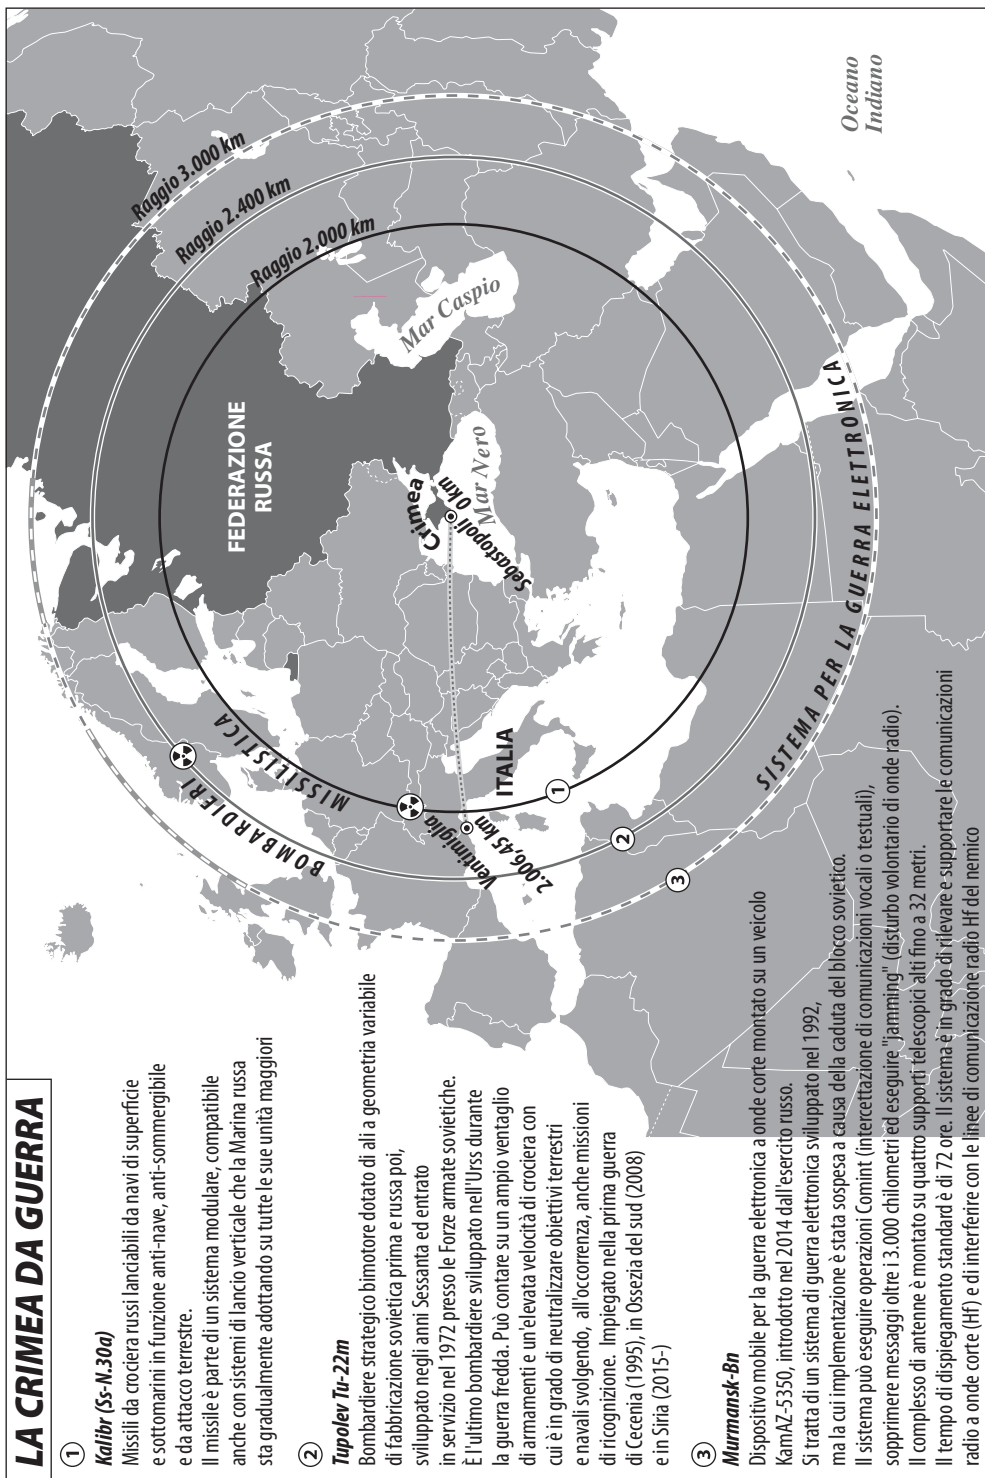 LA CRIMEA DA GUERRA
1
Kalibr (Ss-N.30a)
Missili da crociera russi lanciabili da navi di superficie
e sottomarini in funzione anti-nave, anti-sommergibile
e da attacco terrestre.
Il missile è parte di un sistema modulare, compatibile
anche con sistemi di lancio verticale che la Marina russa
sta gradualmente adottando su tutte le sue unità maggiori
2
Tupolev Tu-22m
Bombardiere strategico bimotore dotato di ali a geometria variabile
di fabbricazione sovietica prima e russa poi,
sviluppato negli anni Sessanta ed entrato
in servizio nel 1972 presso le Forze armate sovietiche.
È l'ultimo bombardiere sviluppato nell'Urss durante
la guerra fredda. Può contare su un ampio ventaglio
di armamenti e un'elevata velocità di crociera con
cui è in grado di neutralizzare obiettivi terrestri
e navali svolgendo, all'occorrenza, anche missioni
di ricognizione. Impiegato nella prima guerra
di Cecenia (1995), in Ossezia del sud (2008)
e in Siria (2015-)
3
Murmansk-Bn
Dispositivo mobile per la guerra elettronica a onde corte montato su un veicolo
KamAZ-5350, introdotto nel 2014 dall'esercito russo.
Si tratta di un sistema di guerra elettronica sviluppato nel 1992,
ma la cui implementazione è stata sospesa a causa della caduta del blocco sovietico.
Il sistema può eseguire operazioni Comint (intercettazione di comunicazioni vocali o testuali),
sopprimere messaggi oltre i 3.000 chilometri ed eseguire "jamming" (disturbo volontario di onde radio).
Il complesso di antenne è montato su quattro supporti telescopici alti fino a 32 metri.
Il tempo di dispiegamento standard è di 72 ore. Il sistema è in grado di rilevare e supportare le comunicazioni
radio a onde corte (Hf) e di interferire con le linee di comunicazione radio Hf del nemico
BOMBARDIERI
MISSILISTICA
FEDERAZIONE
RUSSA
Raggio 3.000 km
Raggio 2.400 km
Raggio 2.000 km
Mar Caspio
Crimea
Mar Nero
Sebastopoli 0 km
Ventimiglia
2.006,45 km
ITALIA
1
2
3
SISTEMA PER LA GUERRA ELETTRONICA
Oceano
Indiano